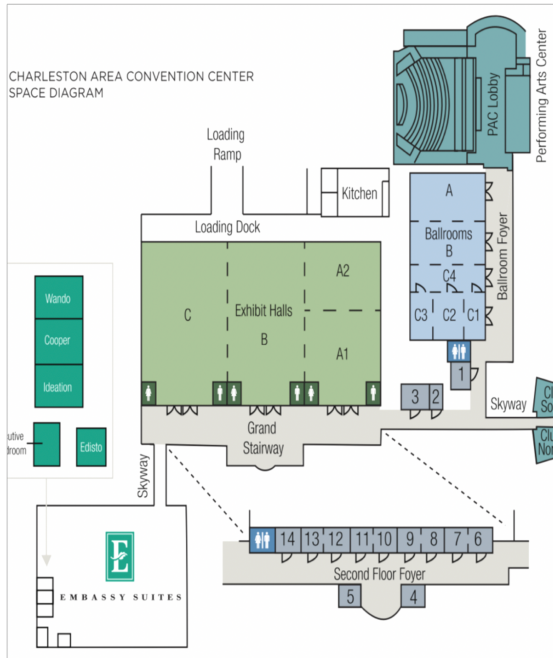 CHARLESTON AREA CONVENTION CENTER
SPACE DIAGRAM
Performing Arts Center
PAC Lobby
Loading
Ramp
Kitchen
Loading Dock
A
Ballrooms
B
C4
C3
C2
C1
Ballroom Foyer
A2
C
Exhibit Halls
B
A1
1
3
2
Skyway
Grand
Stairway
Wando
Cooper
Ideation
Edisto
Skyway
14
13
12
11
10
9
8
7
6
Second Floor Foyer
5
4
E
EMBASSY SUITES